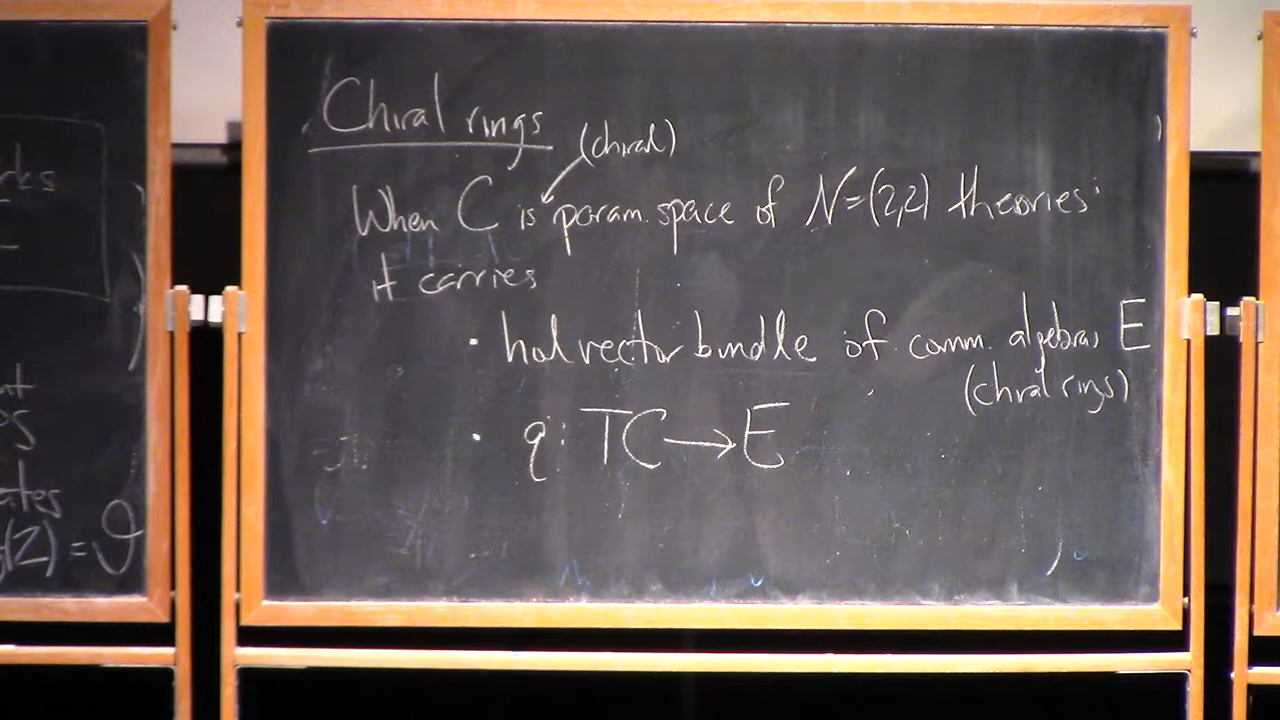 Chiral rings
(chiral)
When C is param. space of N=(2,2) theories:
it carries
· hol vector bundle of comm. algebras E
(chiral rings)
· q: TC → E
(Z) = ϑ